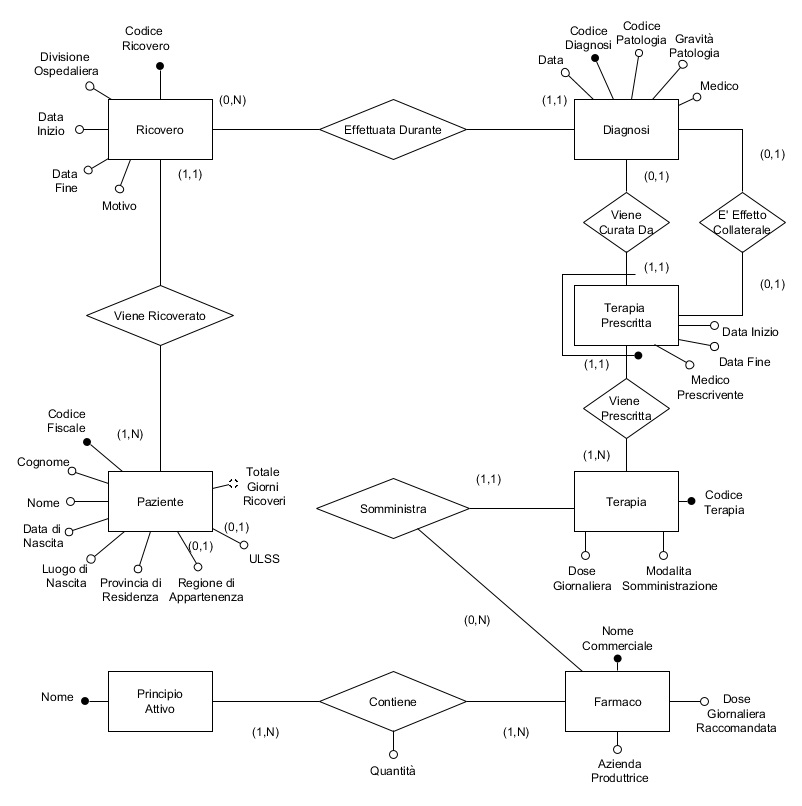 Codice
Ricovero
Divisione
Ospedaliera
Data
Inizio
Data
Fine
Motivo
Ricovero
(0,N)
(1,1)
Effettuata Durante
(1,1)
Data
Codice
Diagnosi
Codice
Patologia
Gravità
Patologia
Medico
Diagnosi
(0,1)
(0,1)
Viene
Curata Da
E' Effetto
Collaterale
(1,1)
(0,1)
Terapia
Prescritta
Data Inizio
Data Fine
Medico
Prescrivente
(1,1)
Viene
Prescritta
(1,N)
Viene Ricoverato
(1,N)
Codice
Fiscale
Cognome
Nome
Data di
Nascita
Luogo di
Nascita
Provincia di
Residenza
(0,1)
Regione di
Appartenenza
(0,1)
ULSS
Totale
Giorni
Ricoveri
Paziente
Somministra
(1,1)
Terapia
Codice
Terapia
Dose
Giornaliera
Modalita
Somministrazione
(0,N)
Nome
Commerciale
Nome
Principio
Attivo
(1,N)
Contiene
Quantità
(1,N)
Farmaco
Dose
Giornaliera
Raccomandata
Azienda
Produttrice